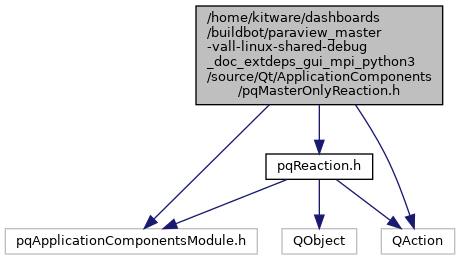 /home/kitware/dashboards
/buildbot/paraview_master
-vall-linux-shared-debug
_doc_extdeps_gui_mpi_python3
/source/Qt/ApplicationComponents
/pqMasterOnlyReaction.h
pqReaction.h
pqApplicationComponentsModule.h
QObject
QAction